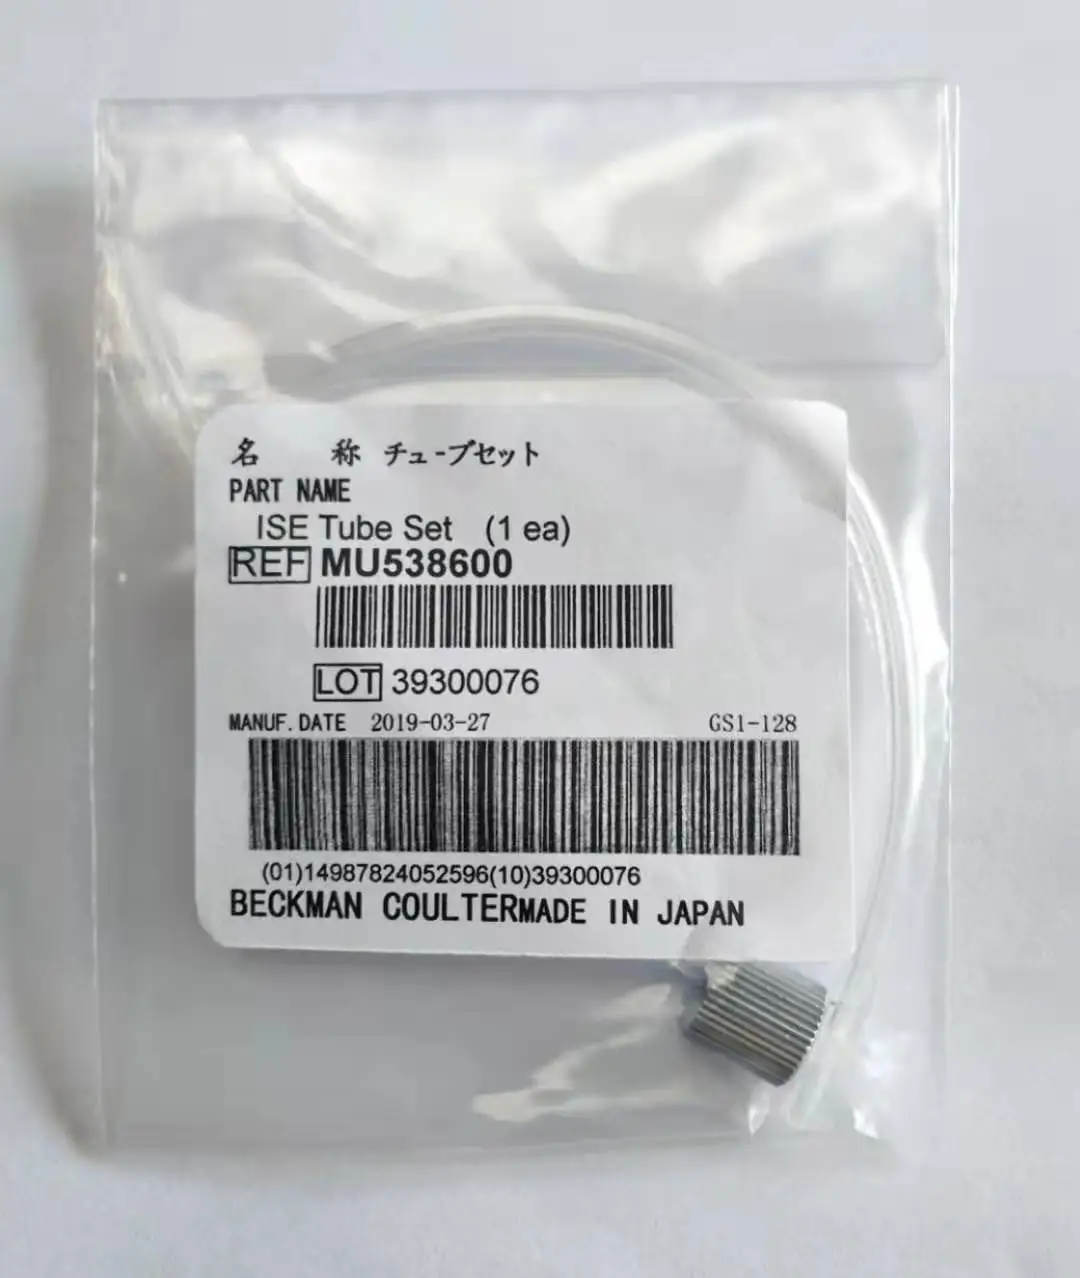 名 称 チュ-ブセット
PART NAME
ISE Tube Set (1 ea)
REF MU538600
LOT 39300076
MANUF. DATE 2019-03-27 GS1-128
(01)14987824052596(10)39300076
BECKMAN COULTERMADE IN JAPAN